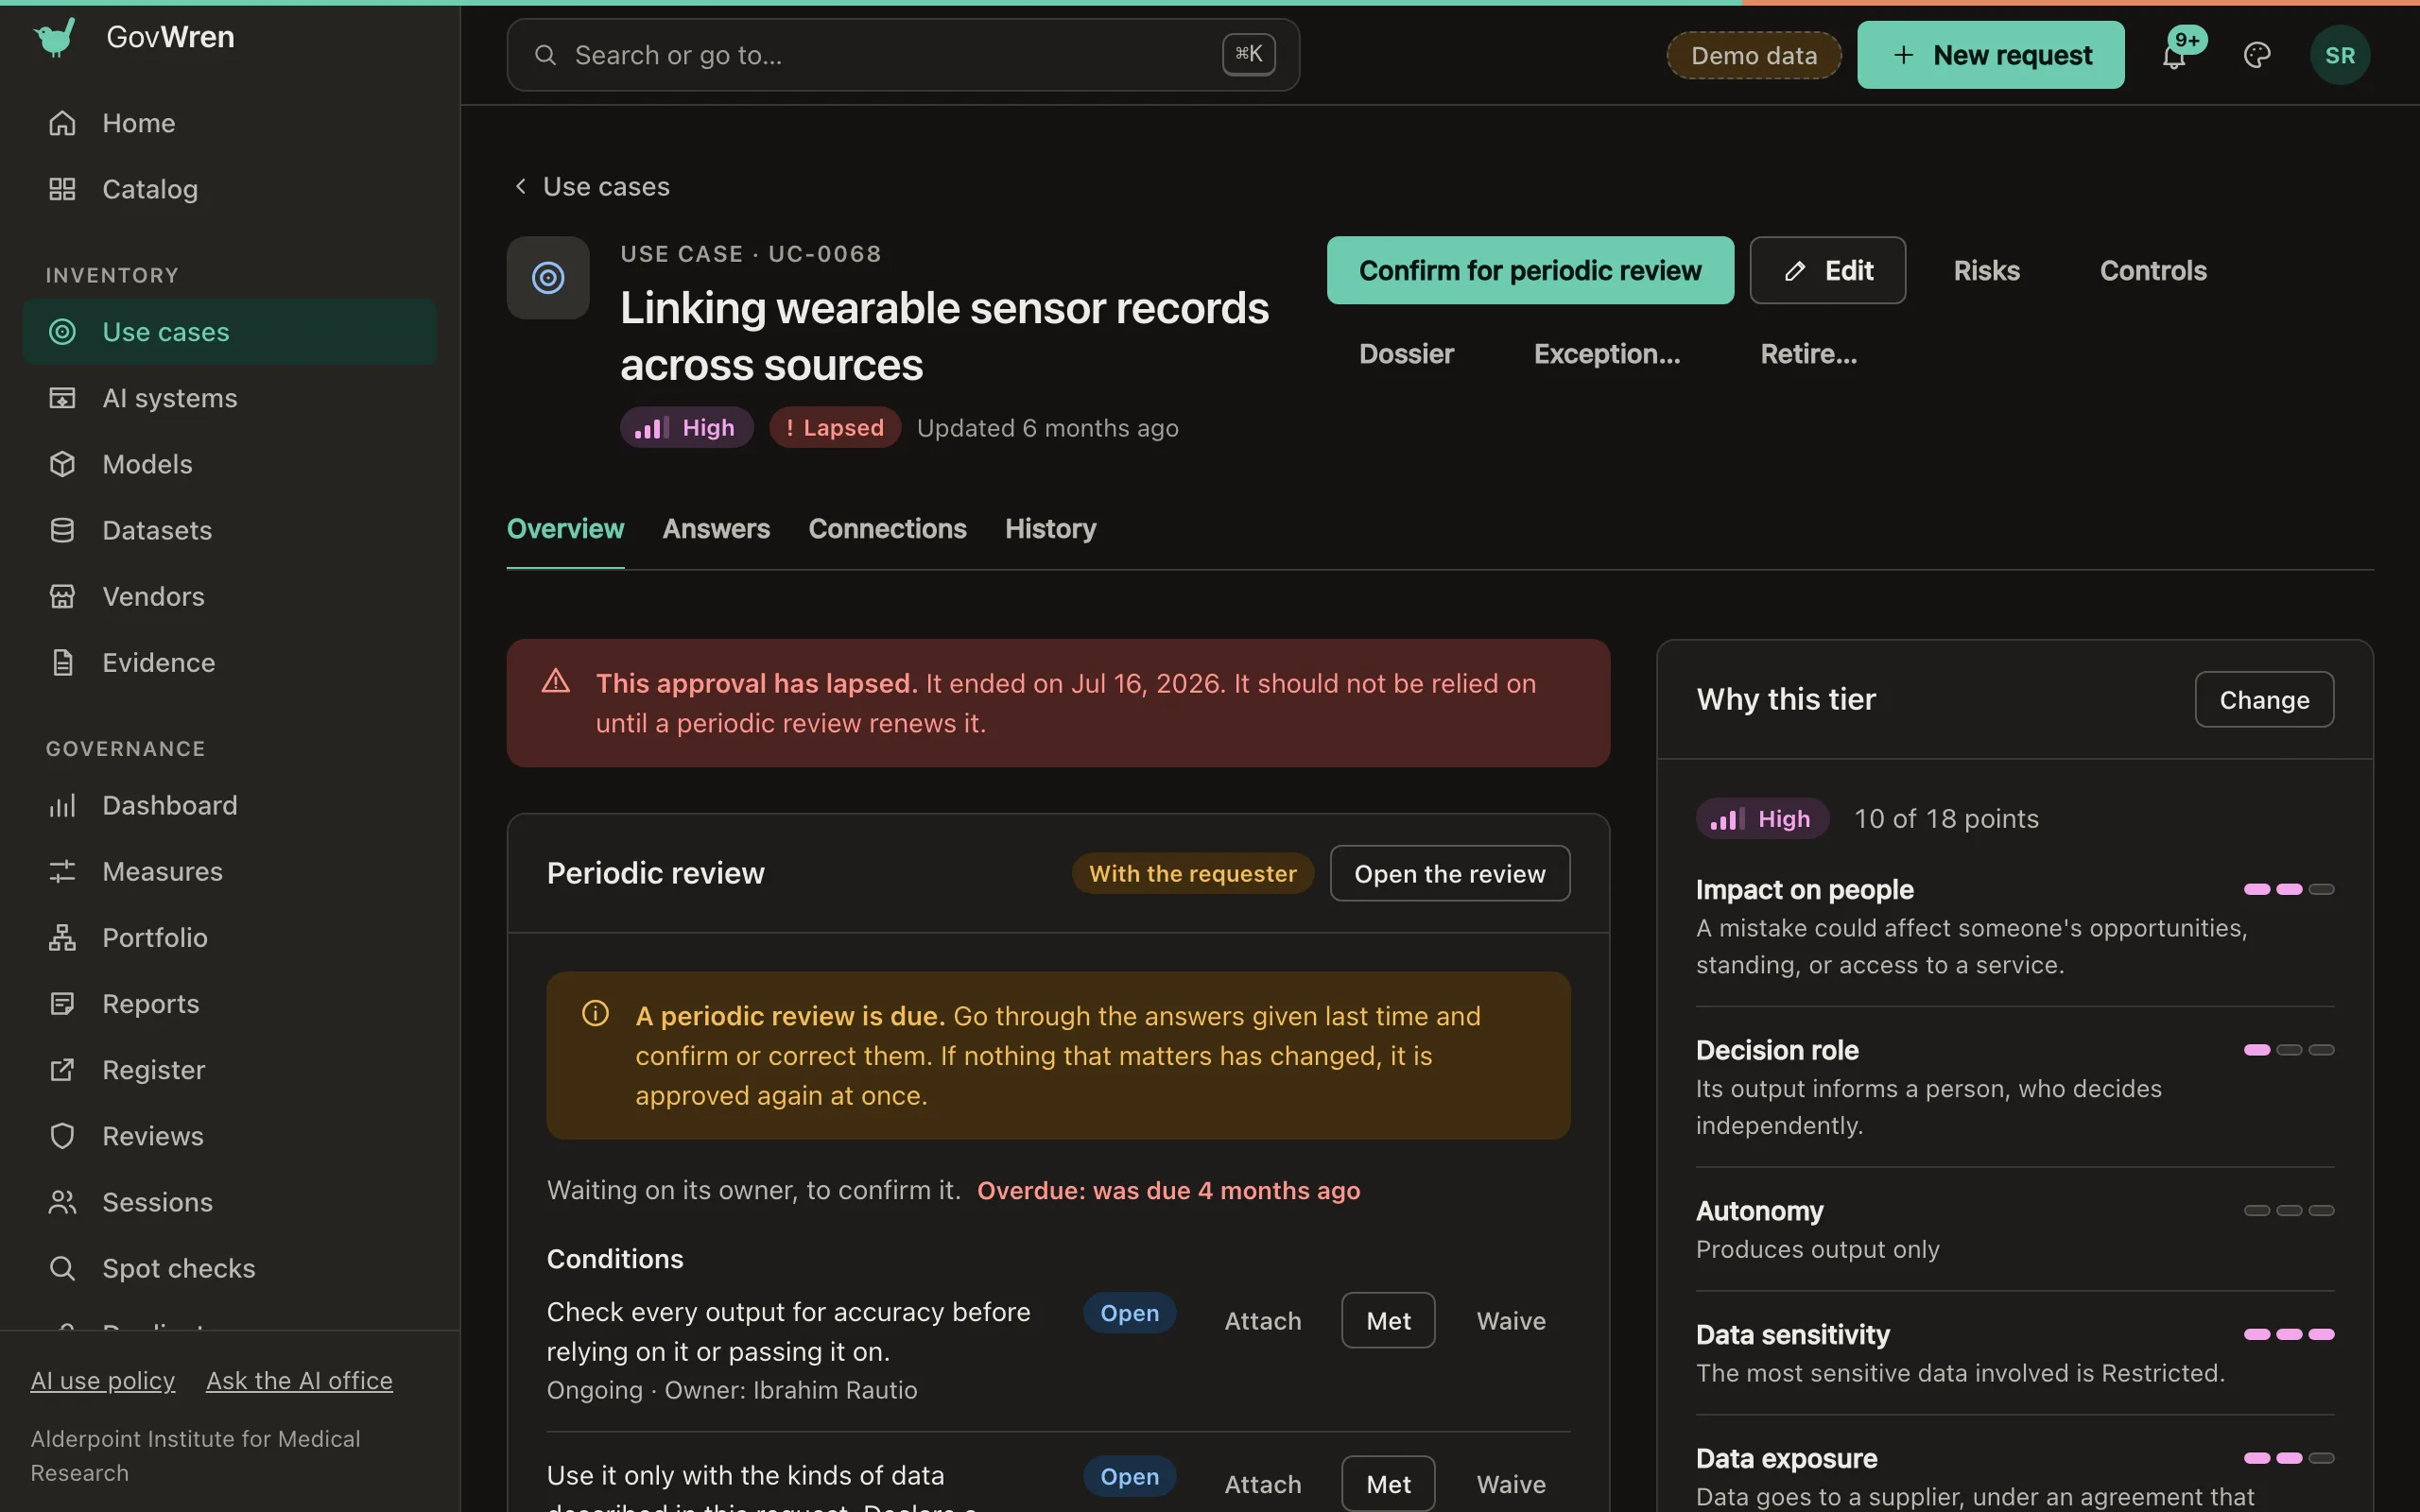 GovWren
Search or go to...
⌘K
Demo data
+ New request
9+
SR
Home
Catalog
INVENTORY
Use cases
AI systems
Models
Datasets
Vendors
Evidence
GOVERNANCE
Dashboard
Measures
Portfolio
Reports
Register
Reviews
Sessions
Spot checks
AI use policy
Ask the AI office
Alderpoint Institute for Medical
Research
Use cases
USE CASE · UC-0068
Linking wearable sensor records
across sources
High
! Lapsed
Updated 6 months ago
Confirm for periodic review
Edit
Risks
Controls
Dossier
Exception...
Retire...
Overview
Answers
Connections
History
This approval has lapsed. It ended on Jul 16, 2026. It should not be relied on
until a periodic review renews it.
Periodic review
With the requester
Open the review
A periodic review is due. Go through the answers given last time and
confirm or correct them. If nothing that matters has changed, it is
approved again at once.
Waiting on its owner, to confirm it. Overdue: was due 4 months ago
Conditions
Check every output for accuracy before
relying on it or passing it on.
Ongoing · Owner: Ibrahim Rautio
Open
Attach
Met
Waive
Use it only with the kinds of data
described in this request. Declare a
Open
Attach
Met
Waive
Why this tier
Change
High
10 of 18 points
Impact on people
A mistake could affect someone's opportunities,
standing, or access to a service.
Decision role
Its output informs a person, who decides
independently.
Autonomy
Produces output only
Data sensitivity
The most sensitive data involved is Restricted.
Data exposure
Data goes to a supplier, under an agreement that